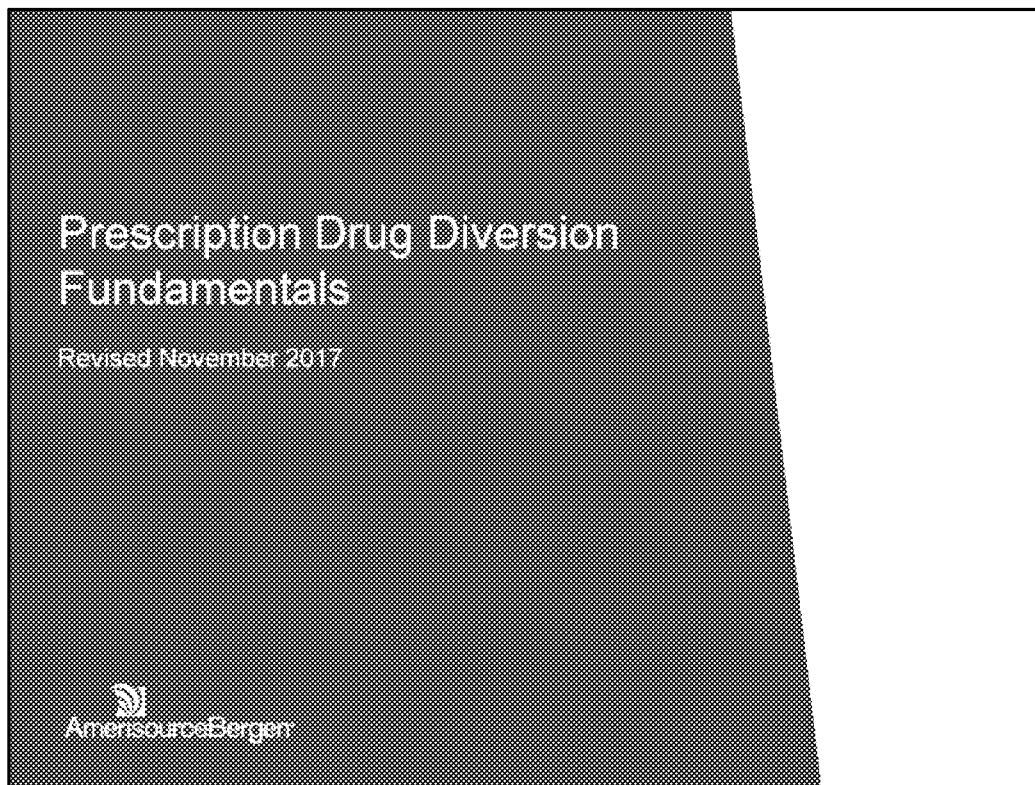 Prescription Drug Diversion
Fundamentals
Revised November 2017
AmerisourceBergen